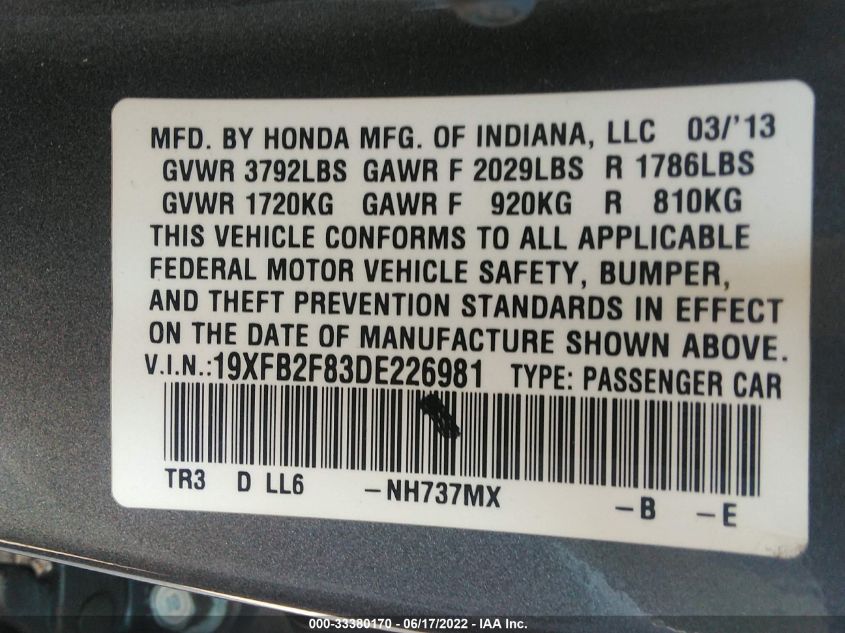 MFD. BY HONDA MFG. OF INDIANA, LLC 03/'13
GVWR 3792LBS GAWR F 2029LBS R 1786LBS
GVWR 1720KG GAWR F 920KG R 810KG
THIS VEHICLE CONFORMS TO ALL APPLICABLE
FEDERAL MOTOR VEHICLE SAFETY, BUMPER,
AND THEFT PREVENTION STANDARDS IN EFFECT
ON THE DATE OF MANUFACTURE SHOWN ABOVE.
V.I.N.:19XFB2F83DE226981 TYPE: PASSENGER CAR
TR3 D LL6 -NH737MX -B -E
000-33380170 - 06/17/2022 - IAA Inc.